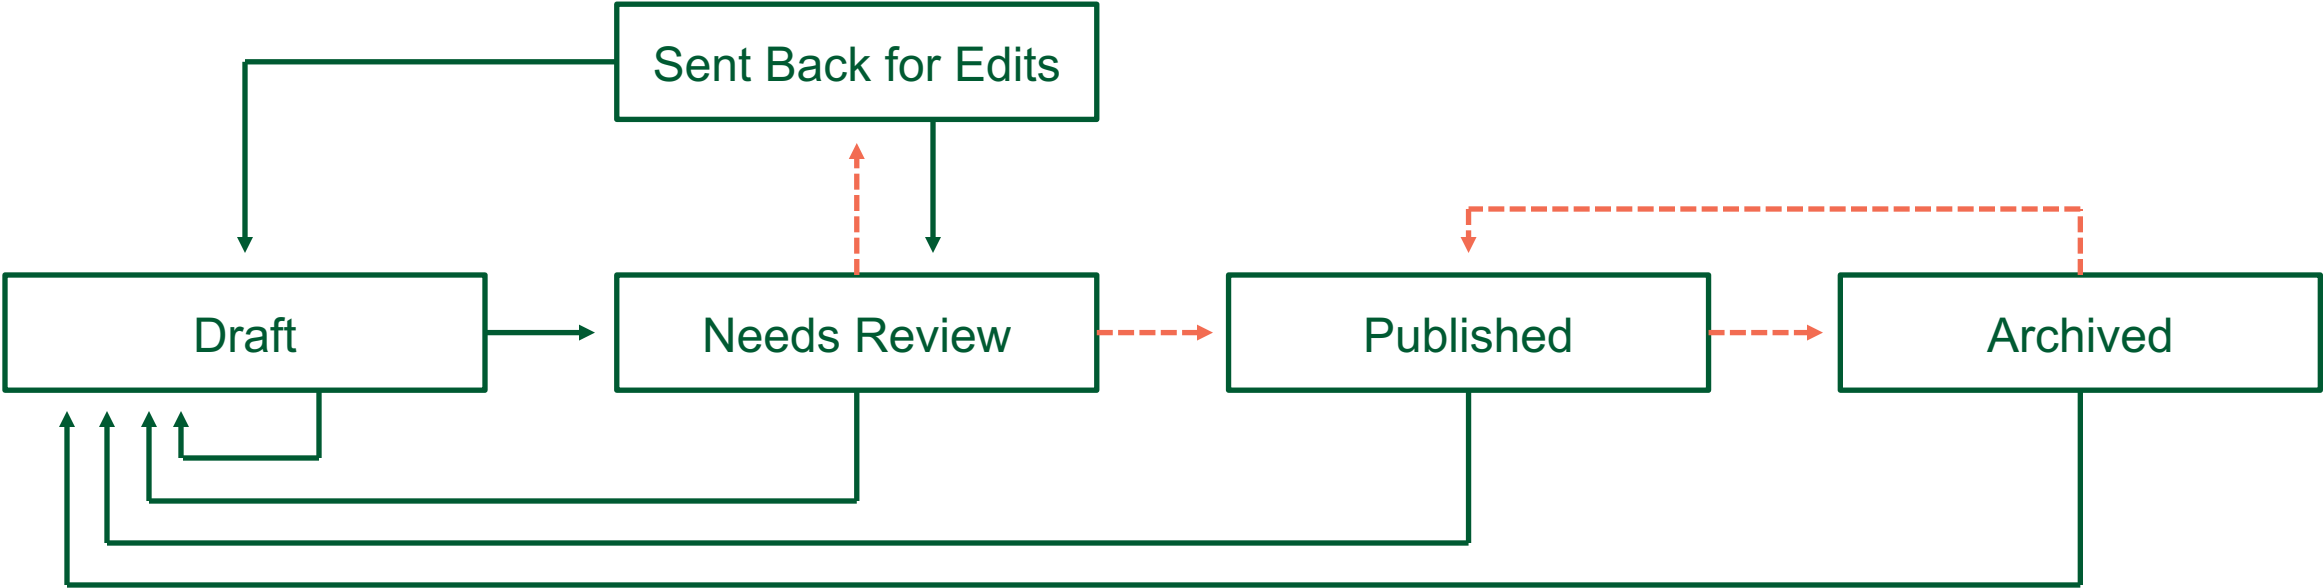 Sent Back for Edits
Draft
Needs Review
Published
Archived